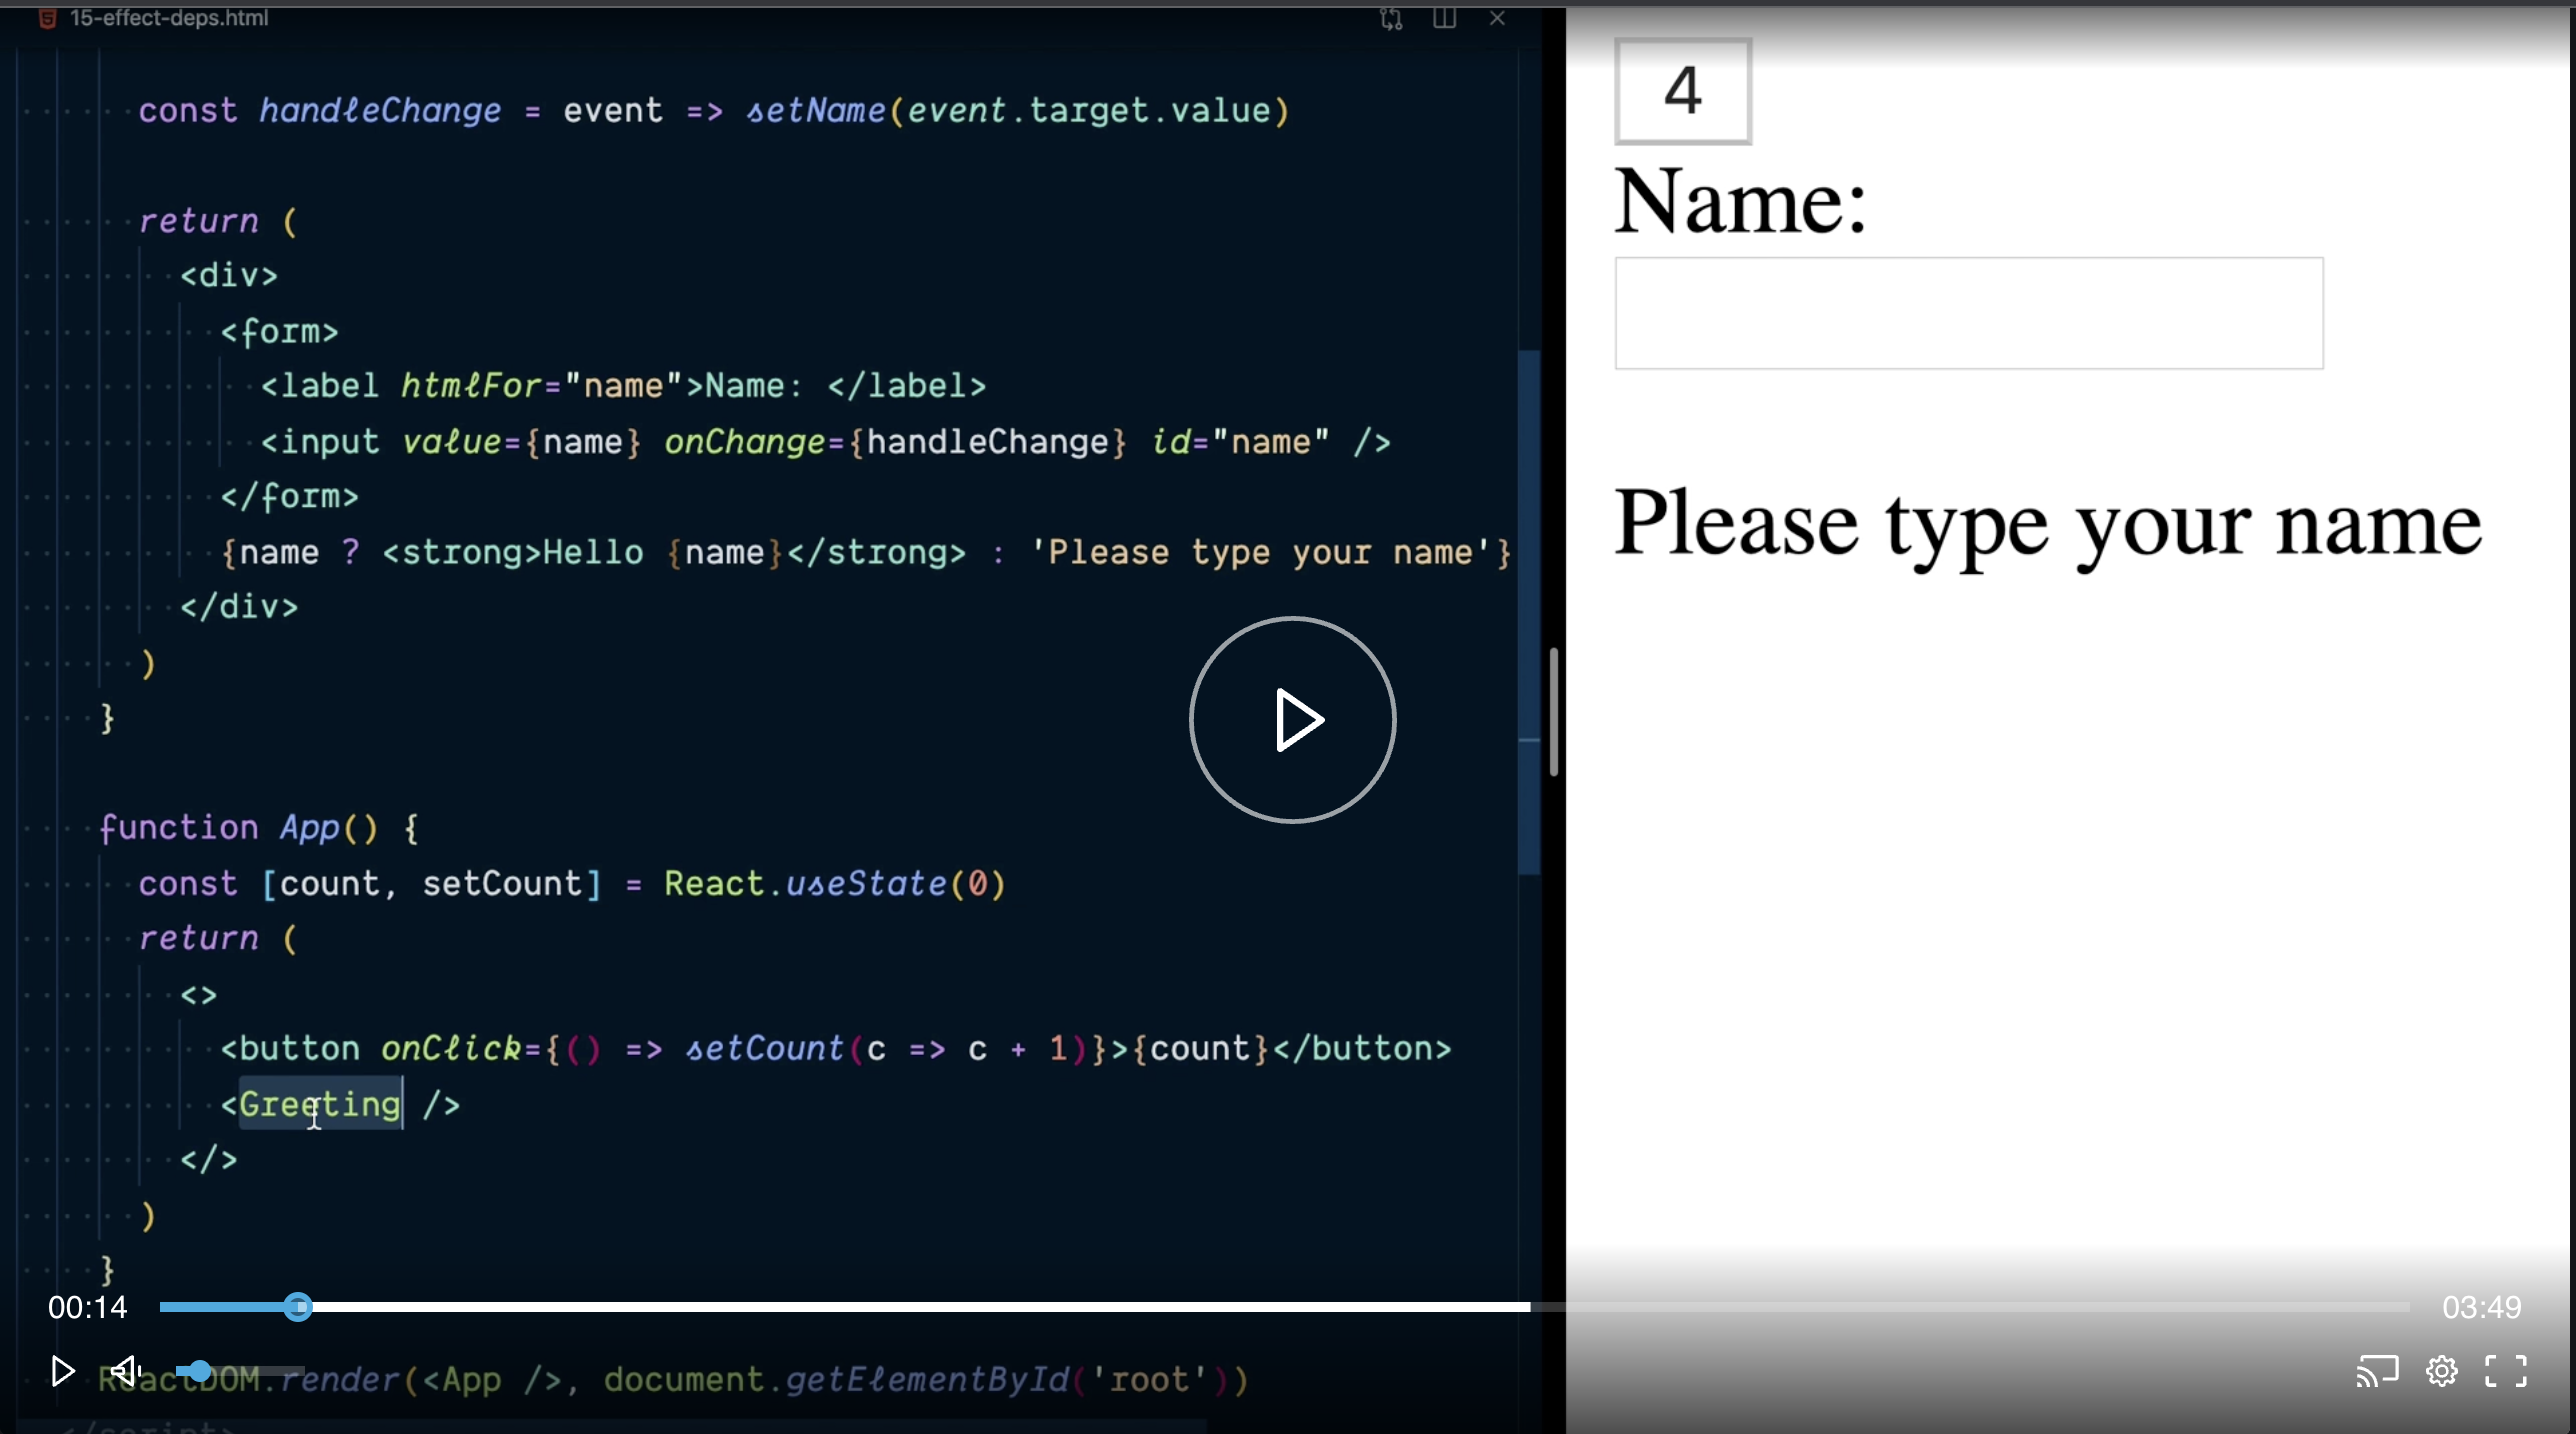 15-effect-deps.html
const handleChange = event => setName(event.target.value)
return (
<div>
<form>
<label htmlFor="name">Name: </label>
<input value={name} onChange={handleChange} id="name" />
</form>
{name ? <strong>Hello {name}</strong> : 'Please type your name'}
</div>
)
}
function App() {
const [count, setCount] = React.useState(0)
return (
<>
<button onClick={() => setCount(c => c + 1)}>{count}</button>
<Greeting />
</>
)
}
ReactDOM.render(<App />, document.getElementById('root'))
</script>
4
Name:
Please type your name
00:14
03:49